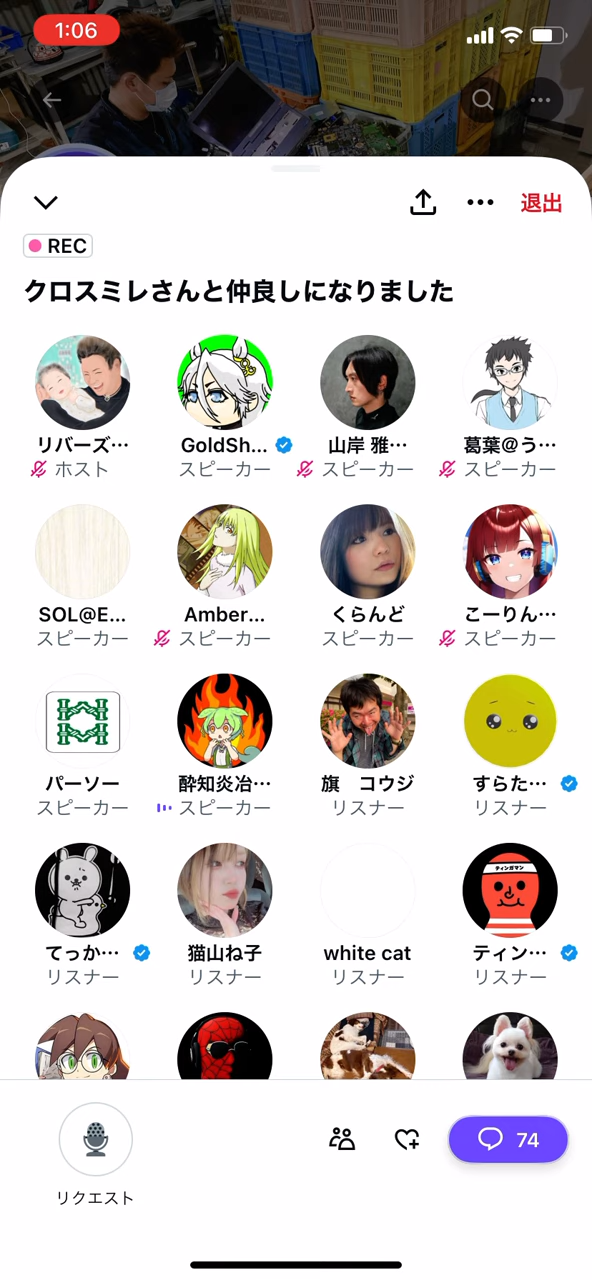 1:06
退出
REC
クロスミレさんと仲良しになりました
リバーズ…
GoldSh...
山岸 雅…
葛葉@う…
ホスト
スピーカー
スピーカー
スピーカー
SOL@E...
Amber...
くらんど
こーりん…
スピーカー
スピーカー
スピーカー
スピーカー
パーソー
酔知炎冶…
旗　コウジ
すらた…
スピーカー
スピーカー
リスナー
リスナー
ティンガマン
てっか…
猫山ね子
white cat
ティン…
リスナー
リスナー
リスナー
リスナー
74
リクエスト